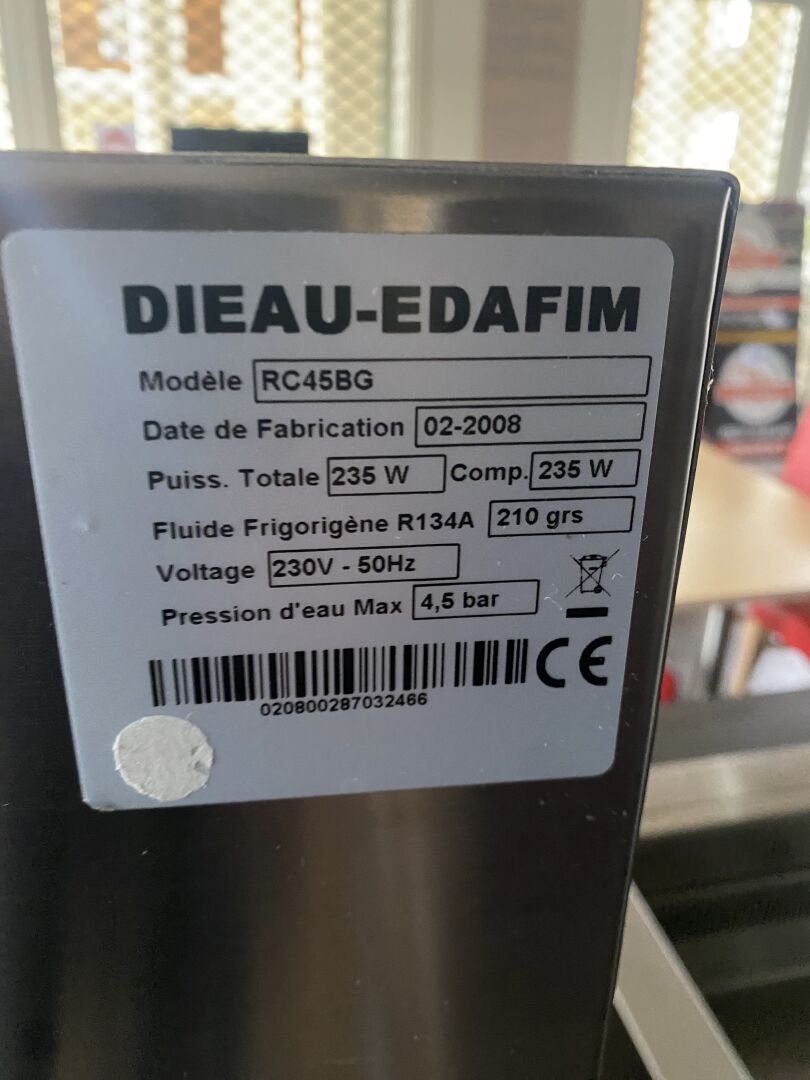 DIEAU-EDAFIM
Modèle RC45BG
Date de Fabrication 02-2008
Puiss. Totale 235 W Comp. 235 W
Fluide Frigorigène R134A 210 grs
Voltage 230V - 50Hz
Pression d'eau Max 4,5 bar
020800287032466
CE